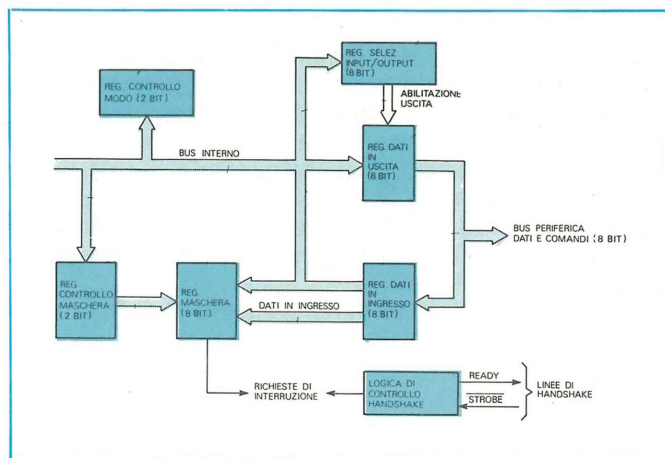 REG. SELEZ.
INPUT/OUTPUT
(8 BIT)
REG. CONTROLLO
MODO (2 BIT)
ABILITAZIONE
USCITA
BUS INTERNO
REG. DATI
IN
USCITA
(8 BIT)
BUS PERIFERICA
DATI E COMANDI (8 BIT)
REG.
CONTROLLO
MASCHERA
(2 BIT)
REG.
MASCHERA
(8 BIT)
DATI IN INGRESSO
REG. DATI
IN
INGRESSO
(8 BIT)
RICHIESTE DI
INTERRUZIONE
LOGICA DI
CONTROLLO
HANDSHAKE
READY
STROBE
LINEE DI
HANDSHAKE